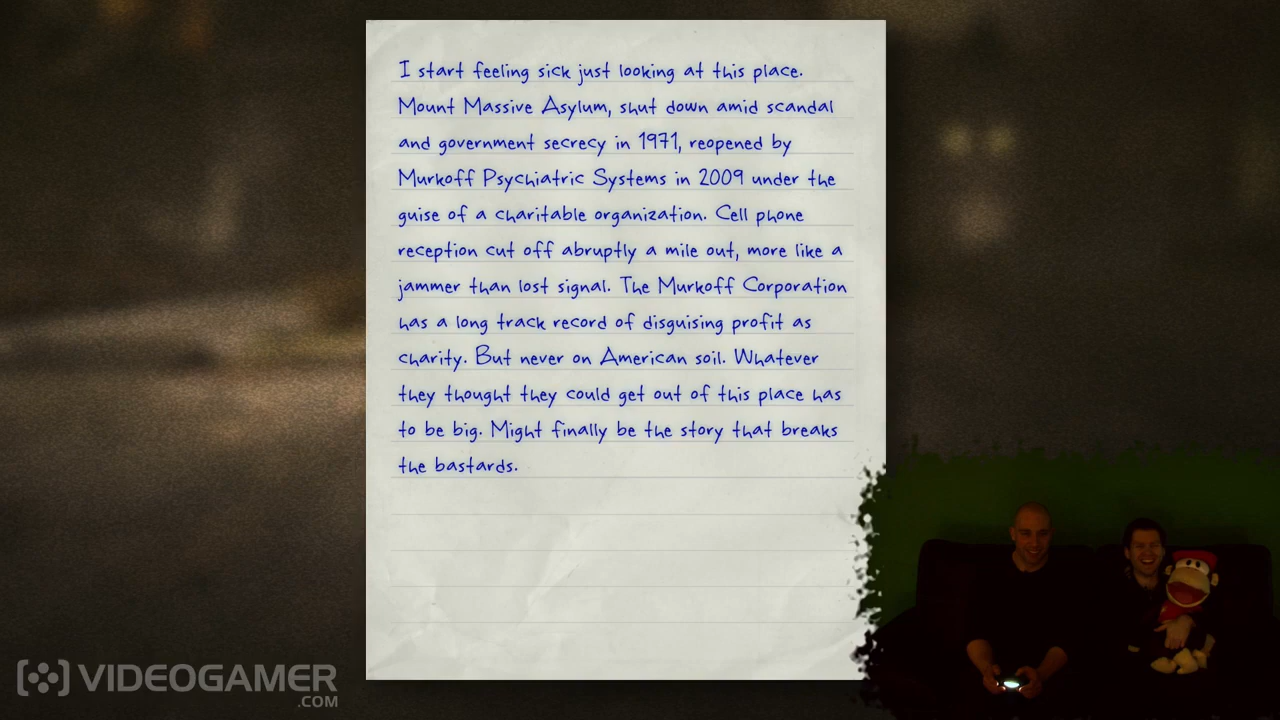 I start feeling sick just looking at this place.
Mount Massive Asylum, shut down amid scandal
and government secrecy in 1971, reopened by
Murkoff Psychiatric Systems in 2009 under the
guise of a charitable organization. Cell phone
reception cut off abruptly a mile out, more like a
jammer than lost signal. The Murkoff Corporation
has a long track record of disguising profit as
charity. But never on American soil. Whatever
they thought they could get out of this place has
to be big. Might finally be the story that breaks
the bastards.
VIDEOGAMER
.COM